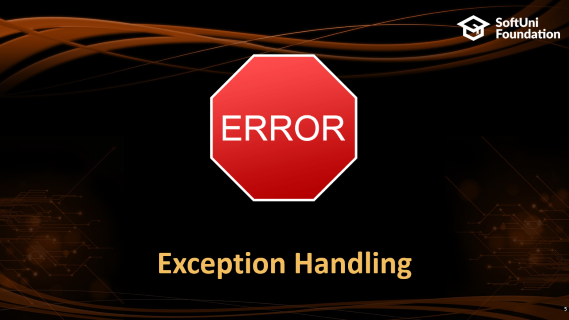 SoftUni
Foundation
ERROR
Exception Handling
5